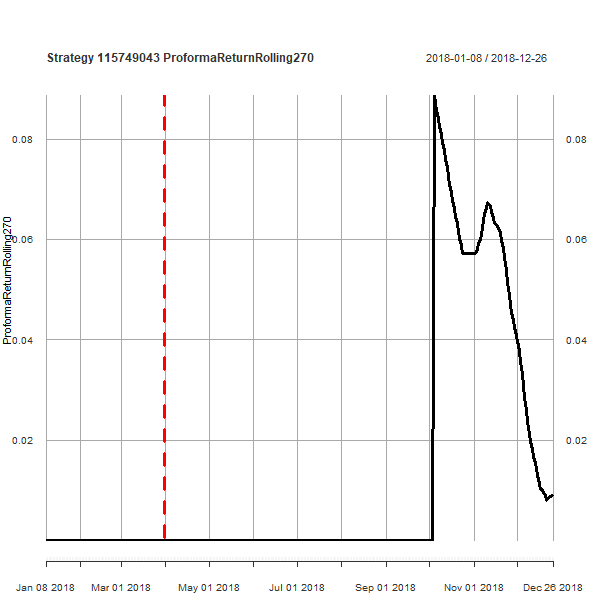 Strategy 115749043 ProformaReturnRolling270
2018-01-08 / 2018-12-26
0.08
0.08
0.06
0.06
0.04
0.04
0.02
0.02
ProformaReturnRolling270
Jan 08 2018
Mar 01 2018
May 01 2018
Jul 01 2018
Sep 01 2018
Nov 01 2018
Dec 26 2018